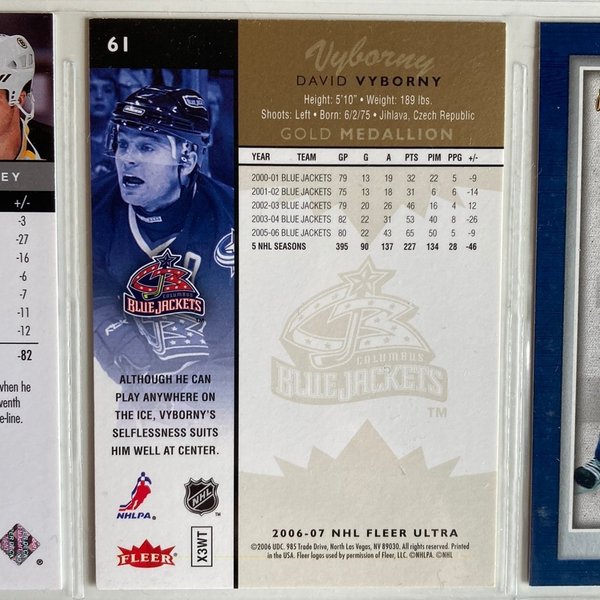 EY
+/-
-3
-27
-16
-6
-7
-11
-12
-82
when he
venth
e-line.
61
Vyborny
DAVID VYBORNY
Height: 5'10" • Weight: 189 lbs.
Shoots: Left • Born: 6/2/75 • Jihlava, Czech Republic
GOLD MEDALLION
YEAR TEAM GP G A PTS PIM PPG +/-
2000-01 BLUE JACKETS 79 13 19 32 22 5 -9
2001-02 BLUE JACKETS 75 13 18 31 6 6 -14
2002-03 BLUE JACKETS 79 20 26 46 16 4 12
2003-04 BLUE JACKETS 82 22 31 53 40 8 -26
2005-06 BLUE JACKETS 80 22 43 65 50 5 -9
5 NHL SEASONS 395 90 137 227 134 28 -46
COLUMBUS
BLUE JACKETS
COLUMBUS
BLUE JACKETS
TM
ALTHOUGH HE CAN
PLAY ANYWHERE ON
THE ICE, VYBORNY'S
SELFLESSNESS SUITS
HIM WELL AT CENTER.
NHLPA.
NHL
FLEER
X3WT
2006-07 NHL FLEER ULTRA
©2006 UDC. 985 Trade Drive, North Las Vegas, NV 89030. All rights reserved. Printed
in the USA. Fleer logos used by permission of Fleer, LLC. ©NHLPA. ©NHL